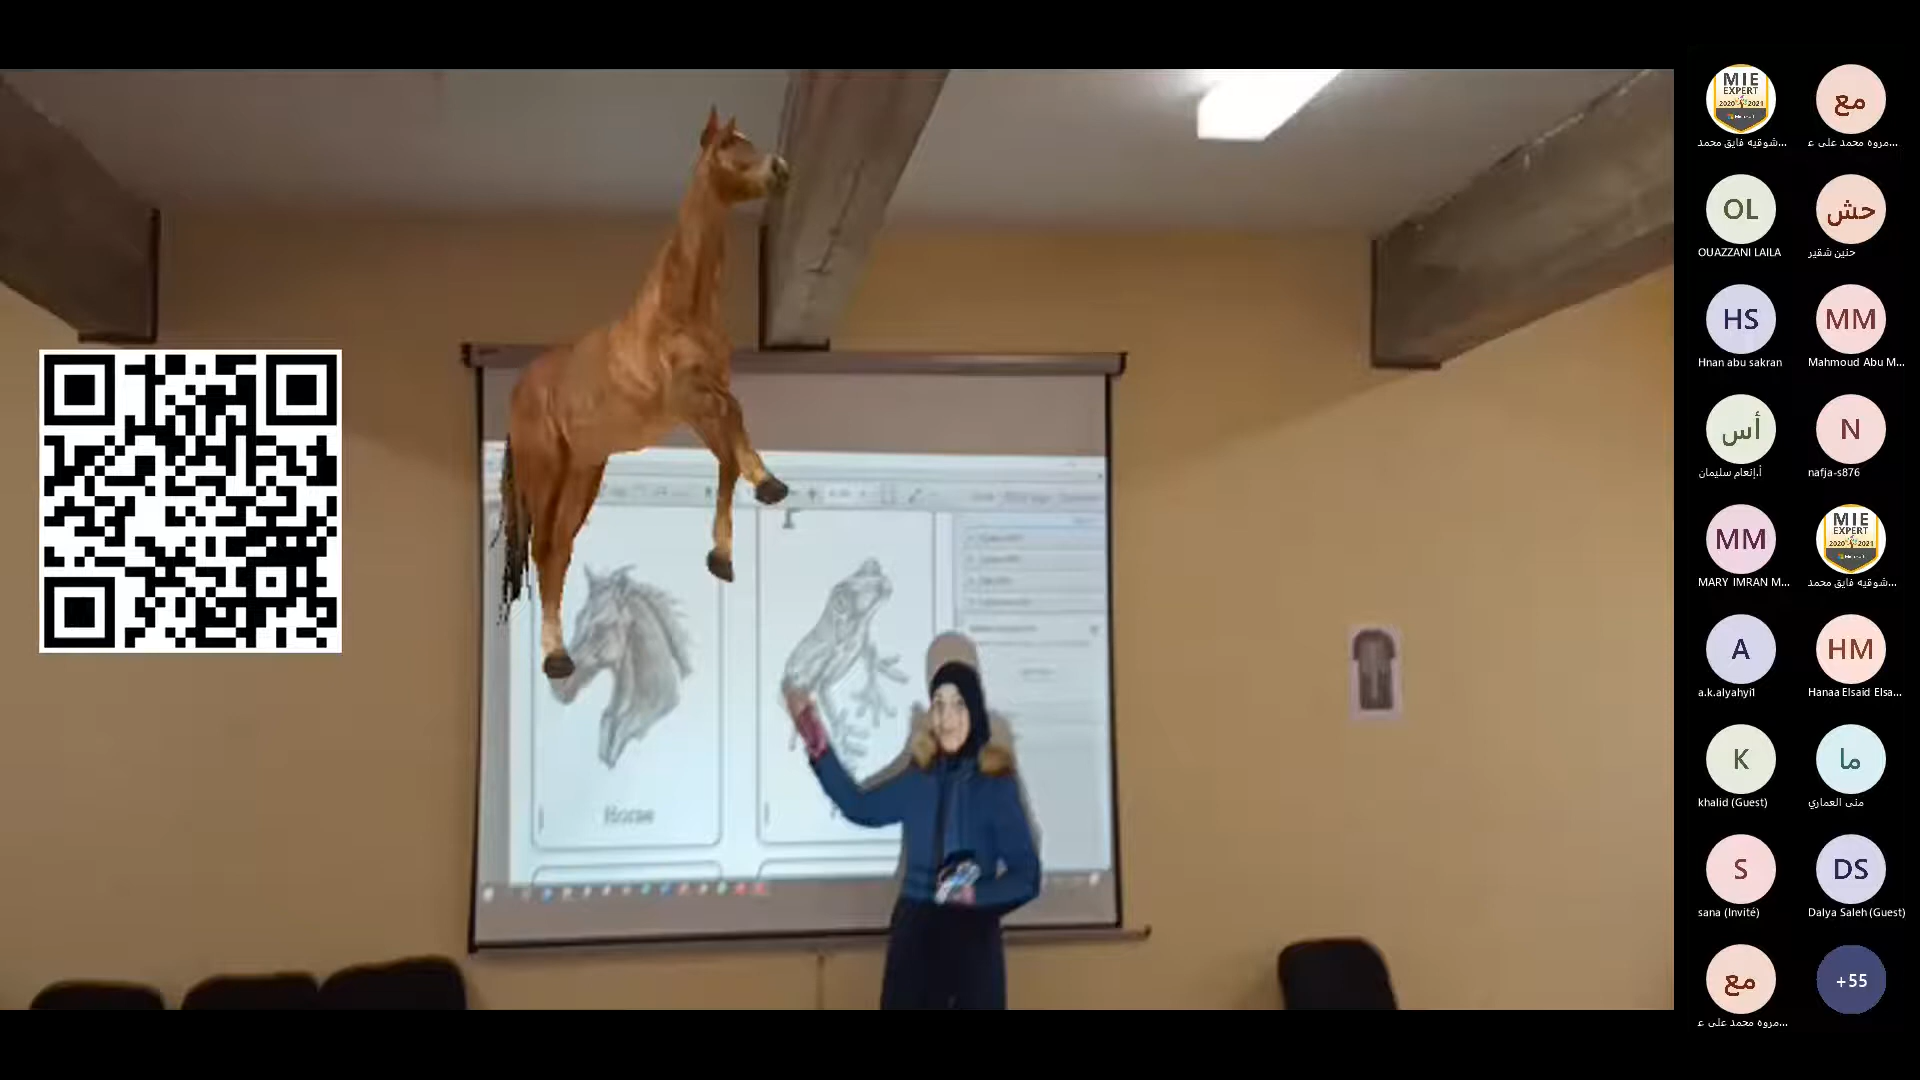 Horse
MIE
EXPERT
2020 2021
Microsoft
شوقيه فايق محمد...
مع
مروه محمد على ع...
OL
OUAZZANI LAILA
حش
حنين شقير
HS
Hnan abu sakran
MM
Mahmoud Abu M...
أس
أ.إنعام سليمان
N
nafja-s876
MM
MARY IMRAN M...
MIE
EXPERT
2020 2021
Microsoft
شوقيه فايق محمد...
A
a.k.alyahyi1
HM
Hanaa Elsaid Elsa...
K
khalid (Guest)
ما
منى العماري
S
sana (Invité)
DS
Dalya Saleh (Guest)
مع
مروه محمد على ع...
+55